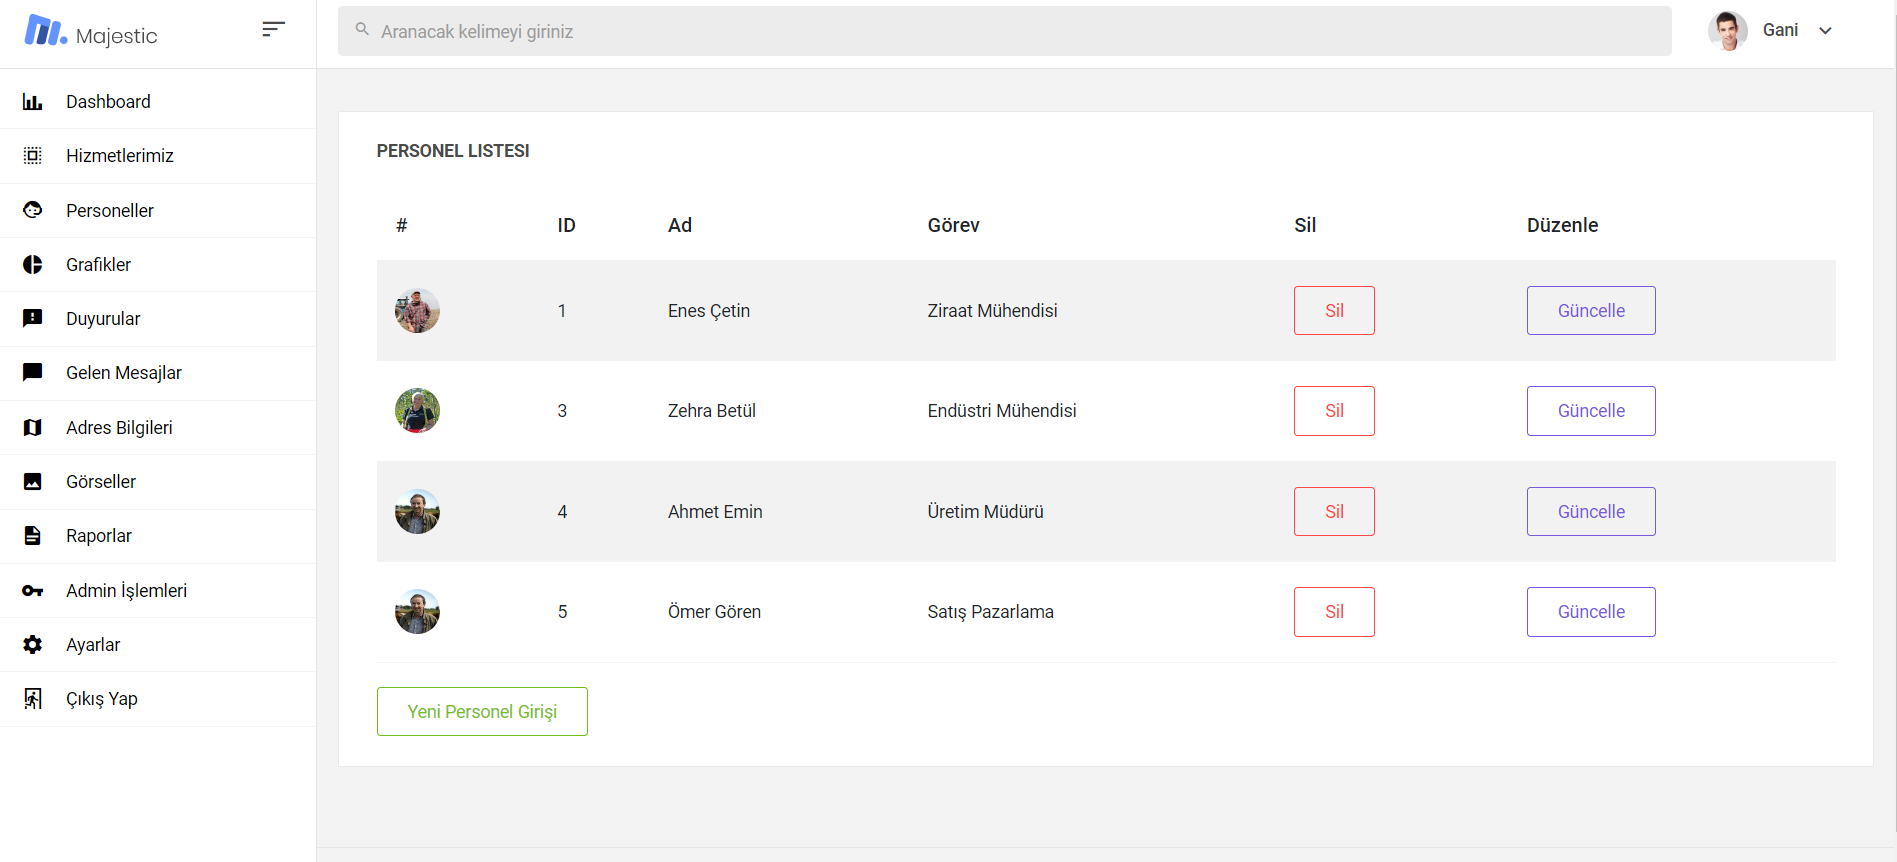 Majestic
Aranacak kelimeyi giriniz
Gani
Dashboard
Hizmetlerimiz
Personeller
Grafikler
Duyurular
Gelen Mesajlar
Adres Bilgileri
Görseller
Raporlar
Admin İşlemleri
Ayarlar
Çıkış Yap
PERSONEL LISTESI
# ID Ad Görev Sil Düzenle
1 Enes Çetin Ziraat Mühendisi Sil Güncelle
3 Zehra Betül Endüstri Mühendisi Sil Güncelle
4 Ahmet Emin Üretim Müdürü Sil Güncelle
5 Ömer Gören Satış Pazarlama Sil Güncelle
Yeni Personel Girişi